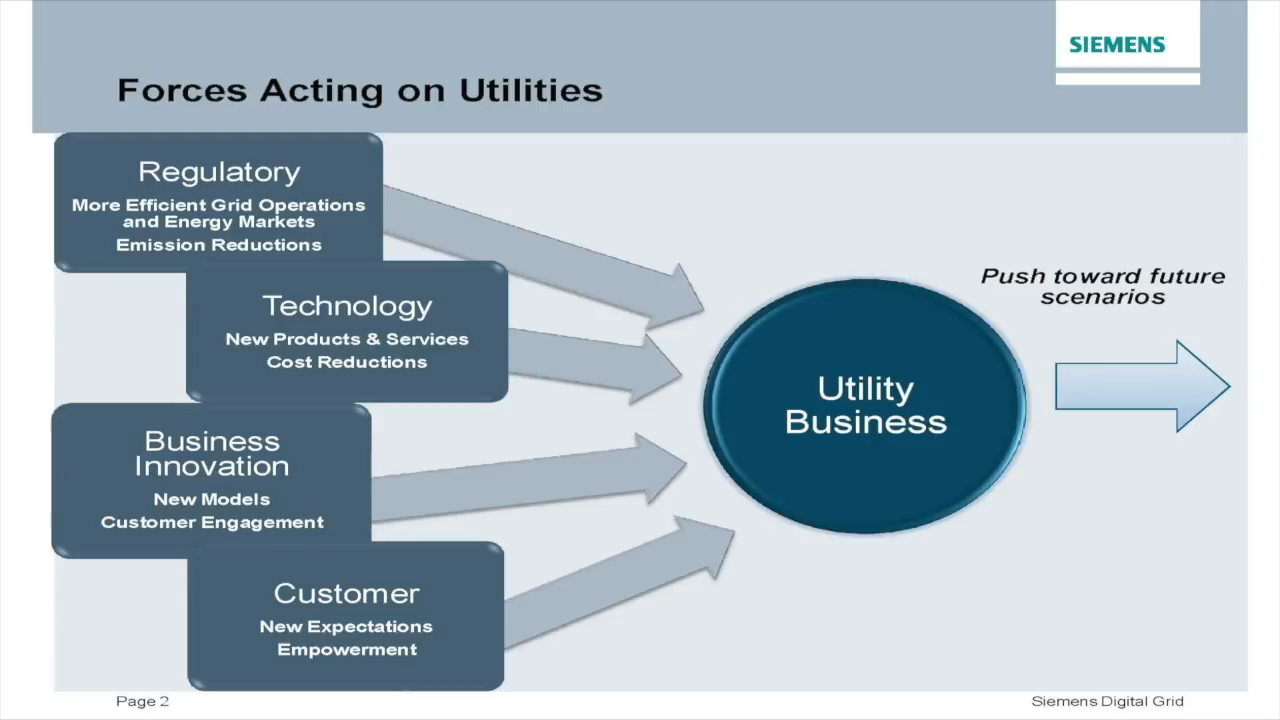 SIEMENS
Forces Acting on Utilities
Regulatory
More Efficient Grid Operations
and Energy Markets
Emission Reductions
Technology
New Products & Services
Cost Reductions
Business
Innovation
New Models
Customer Engagement
Customer
New Expectations
Empowerment
Utility
Business
Push toward future
scenarios
Page 2
Siemens Digital Grid